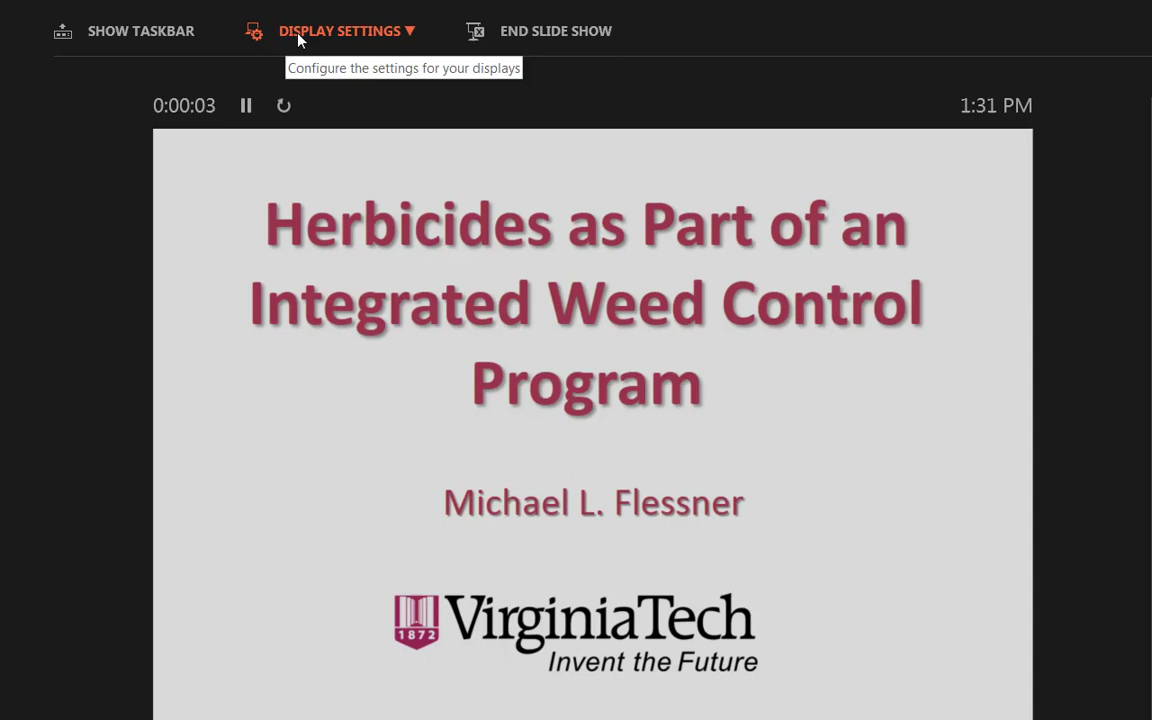 SHOW TASKBAR DISPLAY SETTINGS ▼ END SLIDE SHOW
Configure the settings for your displays
0:00:03 1:31 PM
Herbicides as Part of an
Integrated Weed Control
Program
Michael L. Flessner
1872 VirginiaTech
Invent the Future